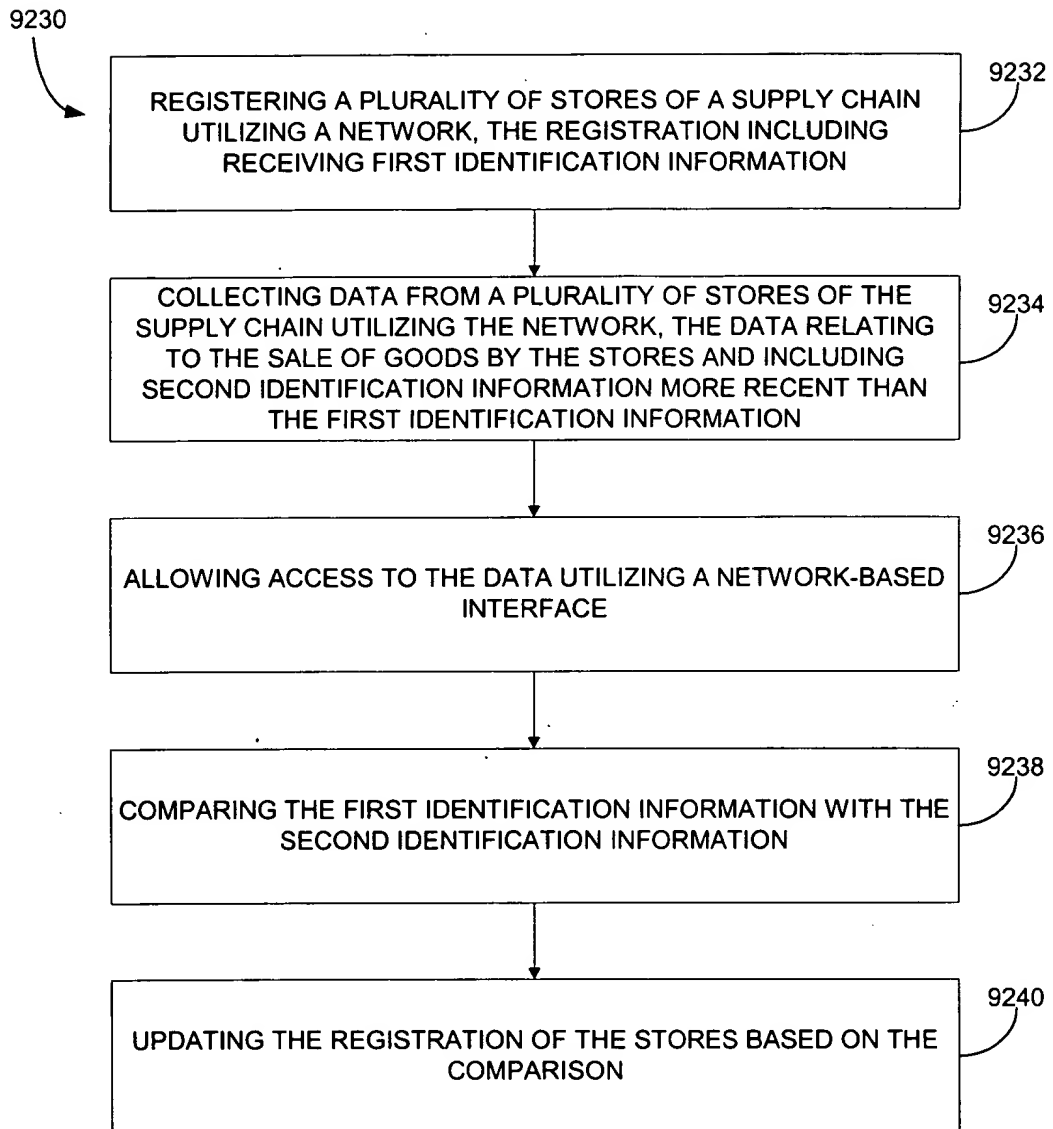 9230
9232
REGISTERING A PLURALITY OF STORES OF A SUPPLY CHAIN
UTILIZING A NETWORK, THE REGISTRATION INCLUDING
RECEIVING FIRST IDENTIFICATION INFORMATION
9234
COLLECTING DATA FROM A PLURALITY OF STORES OF THE
SUPPLY CHAIN UTILIZING THE NETWORK, THE DATA RELATING
TO THE SALE OF GOODS BY THE STORES AND INCLUDING
SECOND IDENTIFICATION INFORMATION MORE RECENT THAN
THE FIRST IDENTIFICATION INFORMATION
9236
ALLOWING ACCESS TO THE DATA UTILIZING A NETWORK-BASED
INTERFACE
9238
COMPARING THE FIRST IDENTIFICATION INFORMATION WITH THE
SECOND IDENTIFICATION INFORMATION
9240
UPDATING THE REGISTRATION OF THE STORES BASED ON THE
COMPARISON